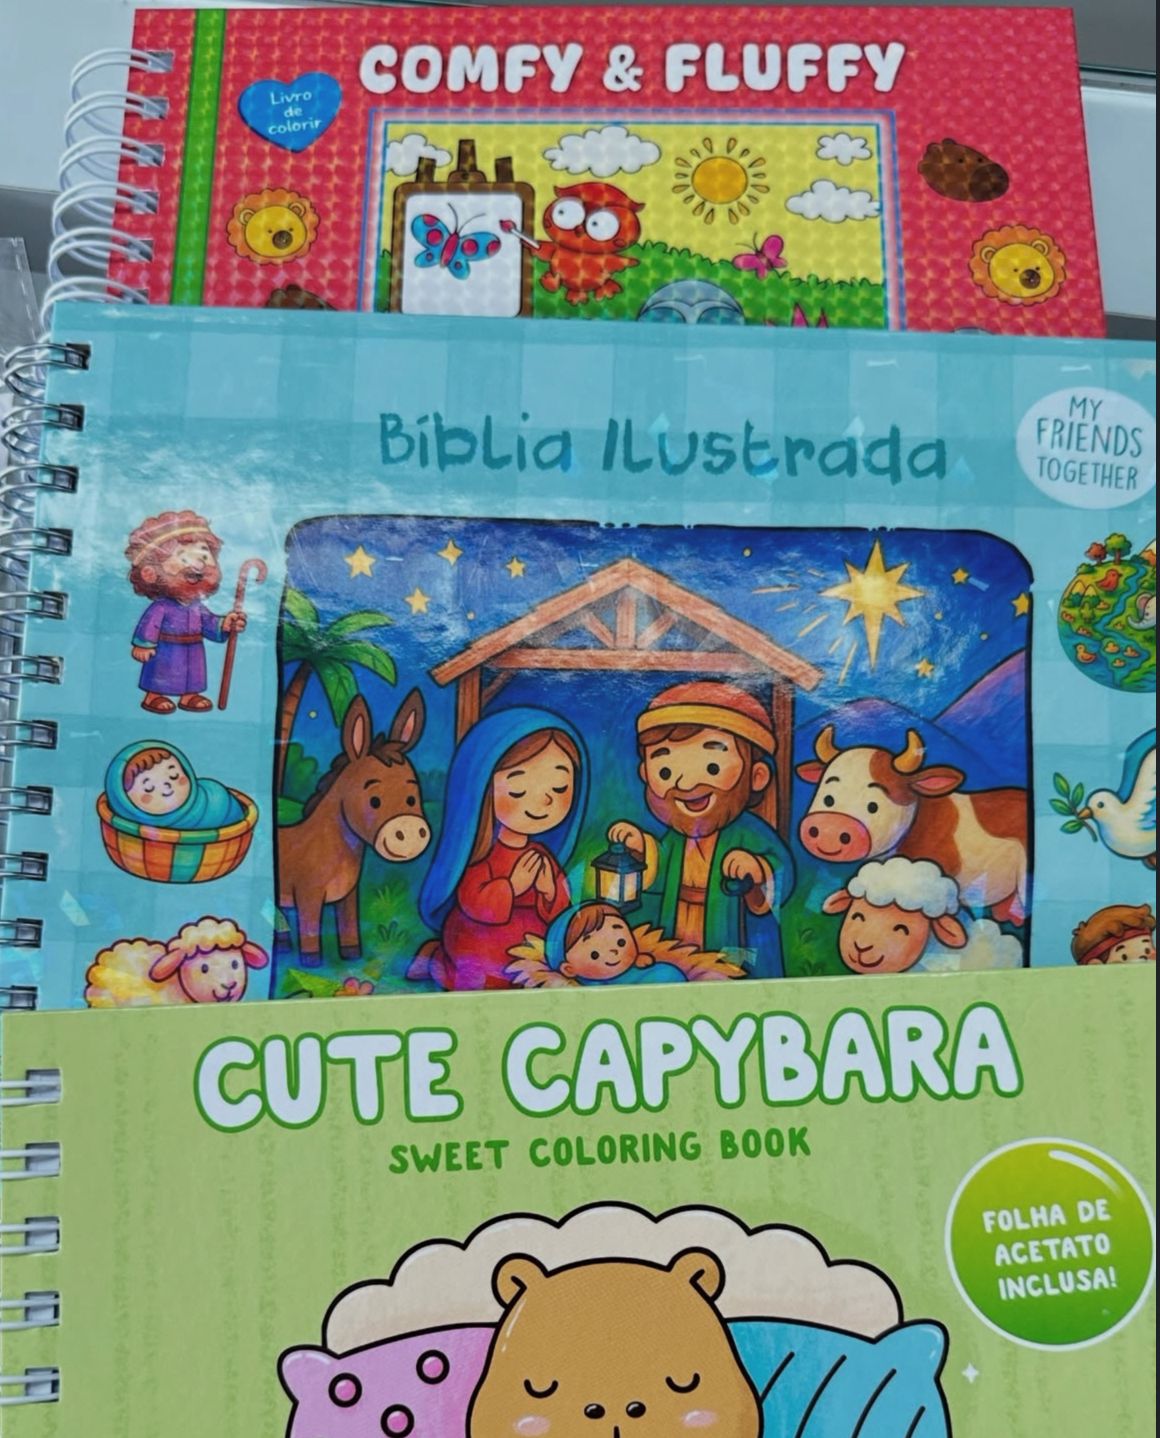 COMFY & FLUFFY
Livro
de
colorir
Bíblia Ilustrada
MY
FRIENDS
TOGETHER
CUTE CAPYBARA
SWEET COLORING BOOK
FOLHA DE
ACETATO
INCLUSA!